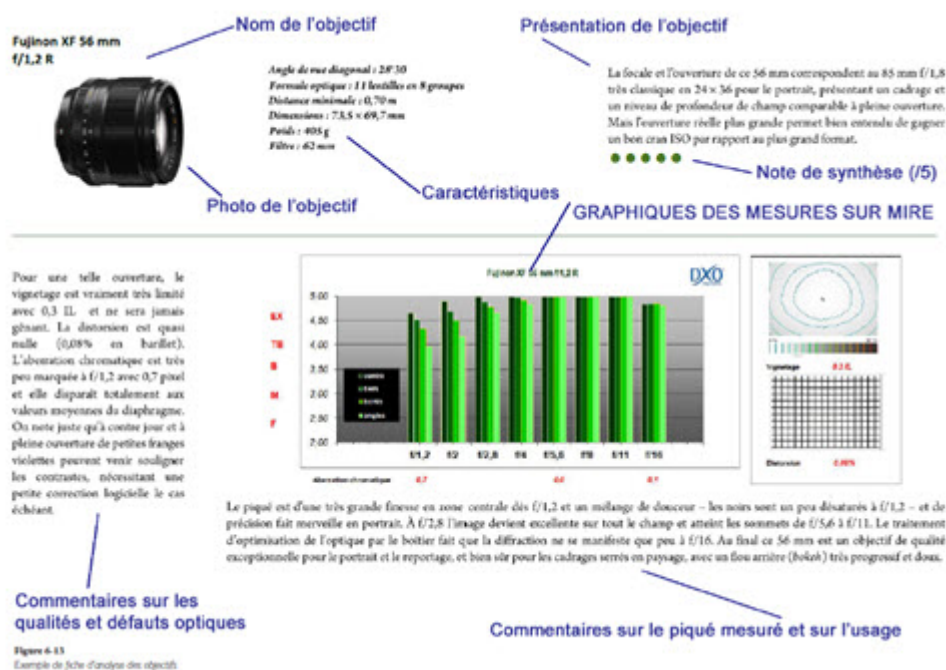 Nom de l'objectif
Présentation de l'objectif
Fujinon XF 56 mm
f/1,2 R
Angle de vue diagonal : 28°30
Formule optique : 11 lentilles en 8 groupes
Distance minimale : 0,70 m
Dimensions : 73,5 × 69,7 mm
Poids : 405 g
Filtre : 62 mm
La focale et l'ouverture de ce 56 mm correspondent au 85 mm f/1,8
très classique en 24 × 36 pour le portrait, présentant un cadrage et
un niveau de profondeur de champ comparable à pleine ouverture.
Mais l'ouverture réelle plus grande permet bien entendu de gagner
un bon cran ISO par rapport au plus grand format.
Note de synthèse (/5)
Caractéristiques
Photo de l'objectif
GRAPHIQUES DES MESURES SUR MIRE
Pour une telle ouverture, le
vignetage est vraiment très limité
avec 0,3 IL et ne sera jamais
gênant. La distorsion est quasi
nulle (0,08% en barillet).
L'aberration chromatique est très
peu marquée à f/1,2 avec 0,7 pixel
et elle disparaît totalement aux
valeurs moyennes du diaphragme.
On note juste qu'à contre jour et à
pleine ouverture de petites franges
violettes peuvent venir souligner
les contrastes, nécessitant une
petite correction logicielle le cas
échéant.
Fujinon XF 56 mm f/1,2 R
DXO
EX
TB
B
M
F
5.00
4.50
4.00
3.50
3.00
2.50
2.00
centre
bords
angles
f/1,2
f/2
f/2,8
f/4
f/5,6
f/8
f/11
f/16
Aberration chromatique
0,7
Vignetage
0.3 IL
Distorsion
0.08%
Le piqué est d'une très grande finesse en zone centrale dès f/1,2 et un mélange de douceur – les noirs sont un peu désaturés à f/1,2 – et de
précision fait merveille en portrait. À f/2,8 l'image devient excellente sur tout le champ et atteint les sommets de f/5,6 à f/11. Le traitement
d'optimisation de l'optique par le boîtier fait que la diffraction ne se manifeste que peu à f/16. Au final ce 56 mm est un objectif de qualité
exceptionnelle pour le portrait et le reportage, et bien sûr pour les cadrages serrés en paysage, avec un flou arrière (bokeh) très progressif et doux.
Commentaires sur les
qualités et défauts optiques
Commentaires sur le piqué mesuré et sur l'usage
Figure 6-13
Exemple de fiche d'analyse des objectifs